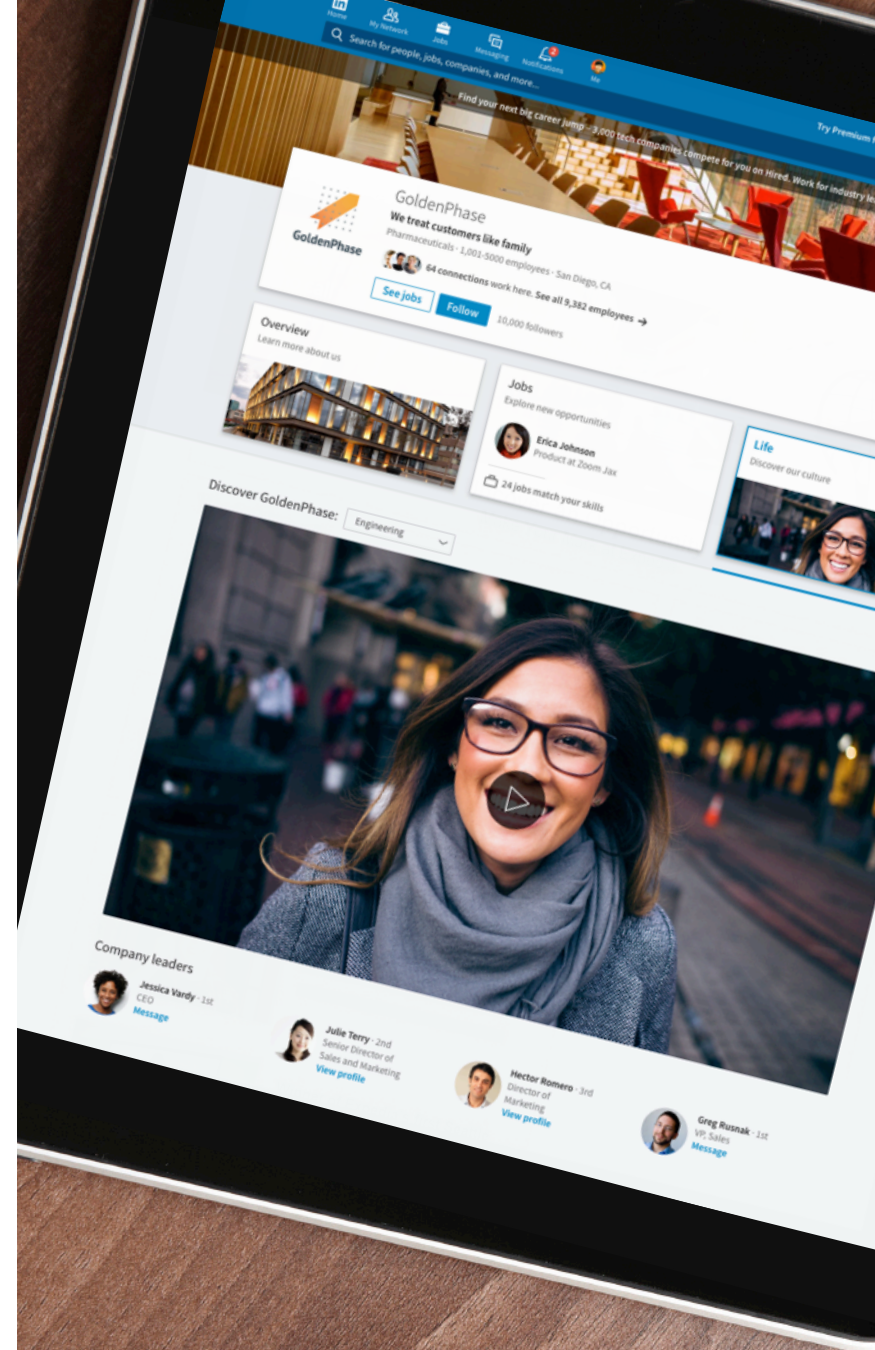 in
Home
My Network
Jobs
Messaging
2
Notifications
Me
Search for people, jobs, companies, and more...
Try Premium f
Find your next big career jump - 3,000 tech companies compete for you on Hired. Work for industry le
GoldenPhase
GoldenPhase
We treat customers like family
Pharmaceuticals · 1,001-5000 employees · San Diego, CA
64 connections work here. See all 9,382 employees →
See jobs
Follow
10,000 followers
Overview
Learn more about us
Jobs
Explore new opportunities
Erica Johnson
Product at Zoom Jax
24 jobs match your skills
Life
Discover our culture
Discover GoldenPhase:
Engineering
Company leaders
Jessica Vardy · 1st
CEO
Message
Julie Terry · 2nd
Senior Director of
Sales and Marketing
View profile
Hector Romero · 3rd
Director of
Marketing
View profile
Greg Rusnak · 1st
VP, Sales
Message